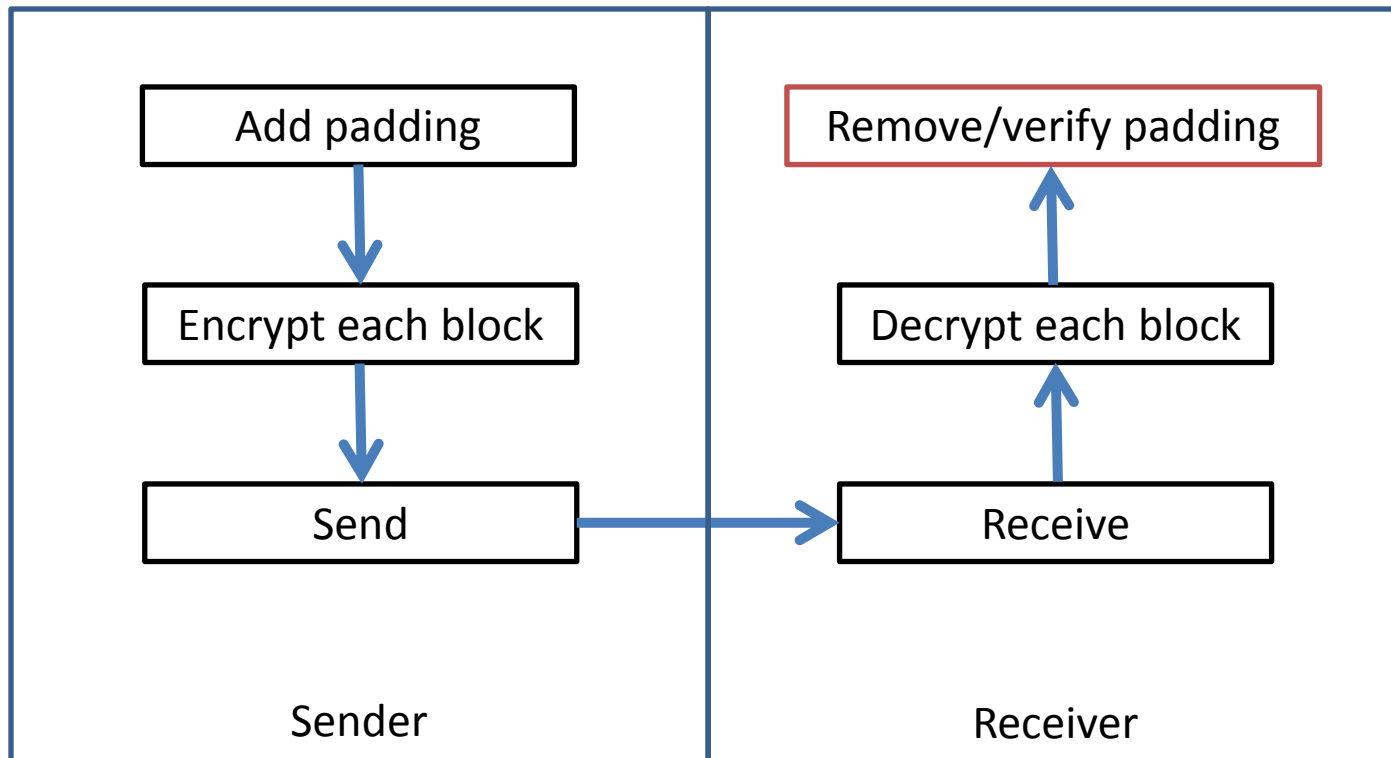 Add padding
Encrypt each block
Send
Sender
Remove/verify padding
Decrypt each block
Receive
Receiver